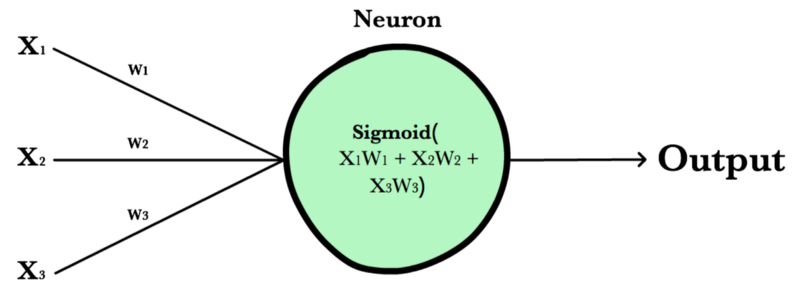 Neuron
X₁
W1
Sigmoid(
X₁W₁ + X₂W₂ +
X₃W₃)
W2
X₂
Output
W3
X₃